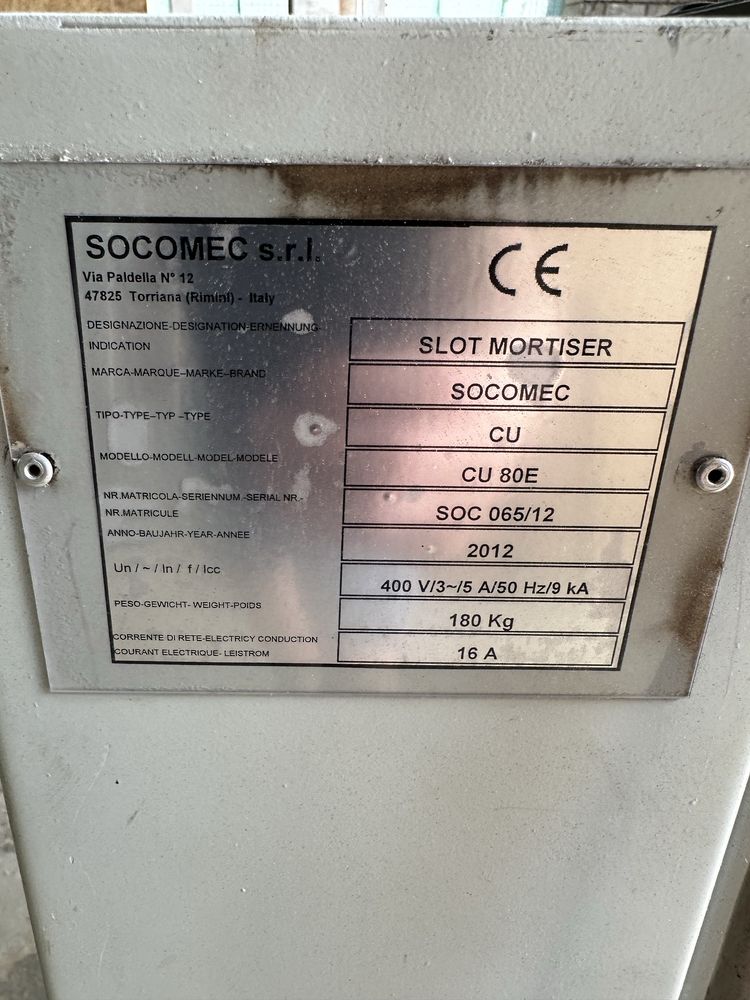 SOCOMEC s.r.l.
CE
Via Paldella N° 12
47825 Torriana (Rimini) - Italy
DESIGNAZIONE-DESIGNATION-ERNENNUNG
INDICATION
SLOT MORTISER
MARCA-MARQUE-MARKE-BRAND
SOCOMEC
TIPO-TYPE-TYP -TYPE
CU
MODELLO-MODELL-MODEL-MODELE
CU 80E
NR.MATRICOLA-SERIENNUM.-SERIAL NR.-
NR.MATRICULE
SOC 065/12
ANNO-BAUJAHR-YEAR-ANNEE
2012
Un / ~ / In / f / Icc
400 V/3~/5 A/50 Hz/9 kA
PESO-GEWICHT- WEIGHT-POIDS
180 Kg
CORRENTE DI RETE-ELECTRICY CONDUCTION
COURANT ELECTRIQUE- LEISTROM
16 A